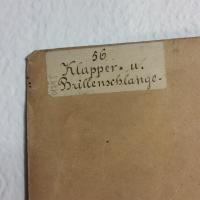 56
Klapper- u.
Brillenschlange.